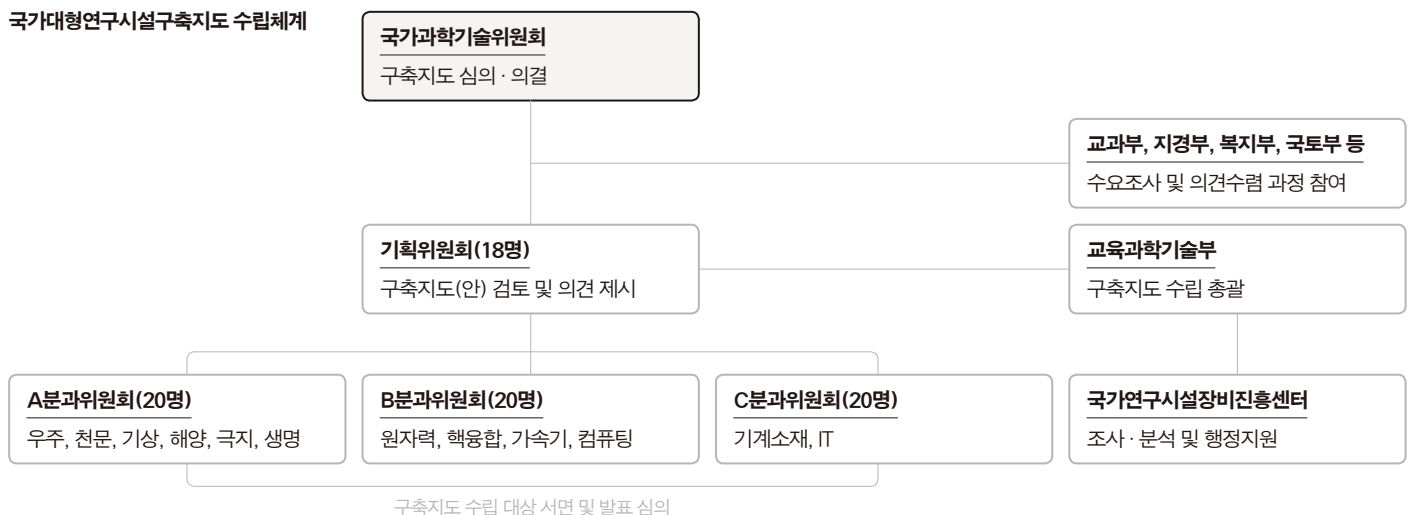 국가대형연구시설구축지도 수립체계
국가과학기술위원회
구축지도 심의 · 의결
교과부, 지경부, 복지부, 국토부 등
수요조사 및 의견수렴 과정 참여
기획위원회(18명)
구축지도(안) 검토 및 의견 제시
교육과학기술부
구축지도 수립 총괄
A분과위원회(20명)
우주, 천문, 기상, 해양, 극지, 생명
B분과위원회(20명)
원자력, 핵융합, 가속기, 컴퓨팅
C분과위원회(20명)
기계소재, IT
국가연구시설장비진흥센터
조사 · 분석 및 행정지원
구축지도 수립 대상 서면 및 발표 심의